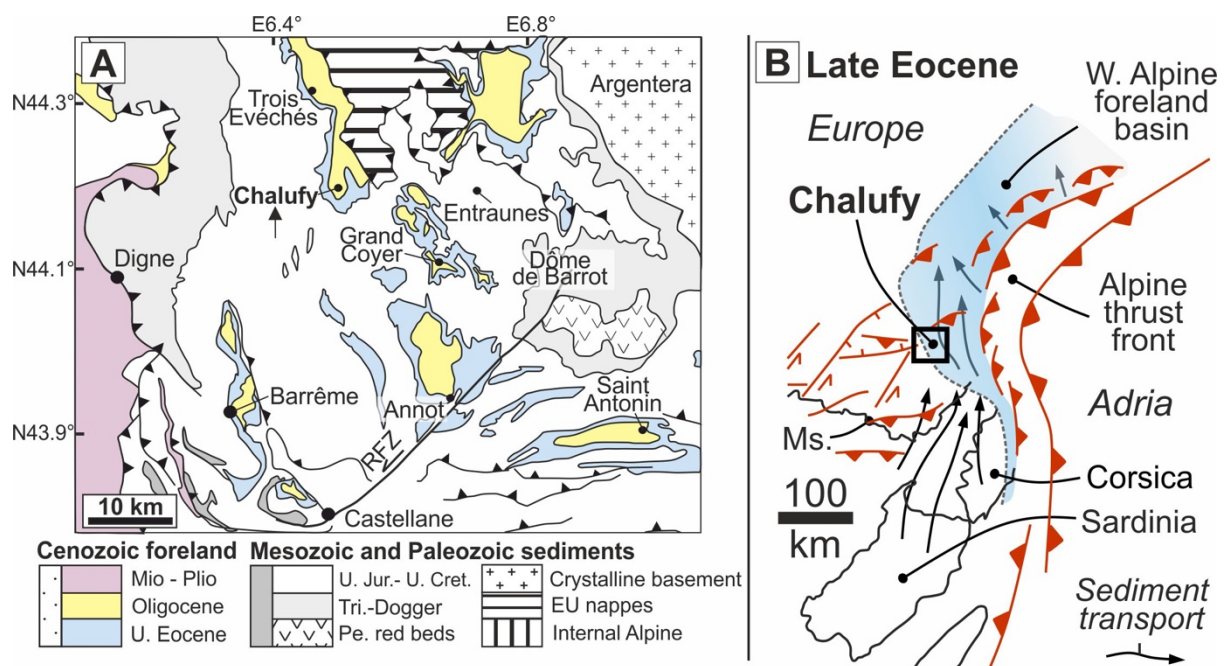 E6.4°
E6.8°
A
N44.3°
N44.1°
N43.9°
Trois
Evéchés
Argentera
Chalufy
Entraunes
Grand
Coyer
Digne
Dôme
de Barrot
Barrême
Annot
Saint
Antonin
RFZ
10 km
Castellane
Cenozoic foreland
Mio - Plio
Oligocene
U. Eocene
Mesozoic and Paleozoic sediments
U. Jur.- U. Cret.
Tri.-Dogger
Pe. red beds
Crystalline basement
EU nappes
Internal Alpine
B Late Eocene
Europe
W. Alpine
foreland
basin
Chalufy
Alpine
thrust
front
Adria
Ms.
100
km
Corsica
Sardinia
Sediment
transport